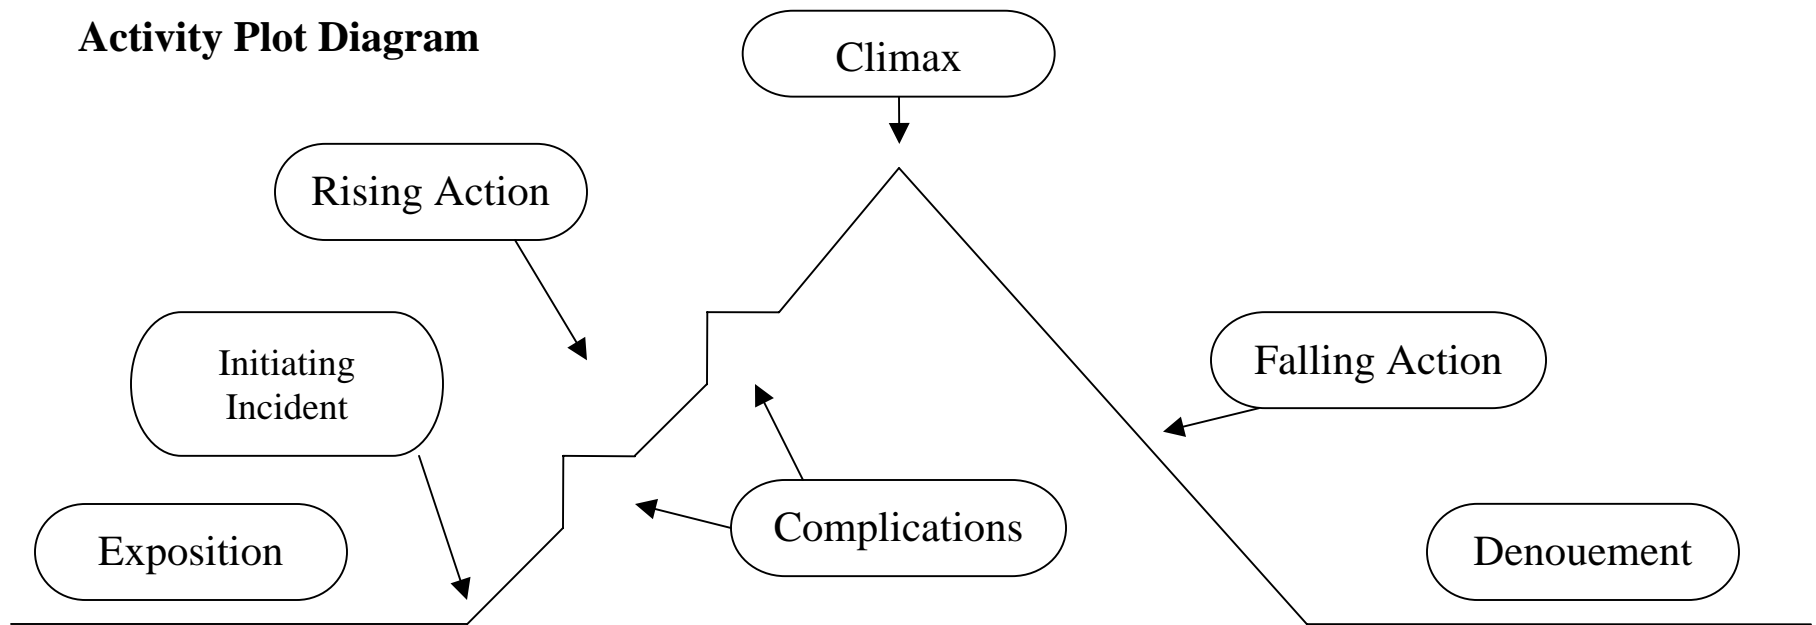 Activity Plot Diagram
Climax
Rising Action
Initiating
Incident
Falling Action
Exposition
Complications
Denouement